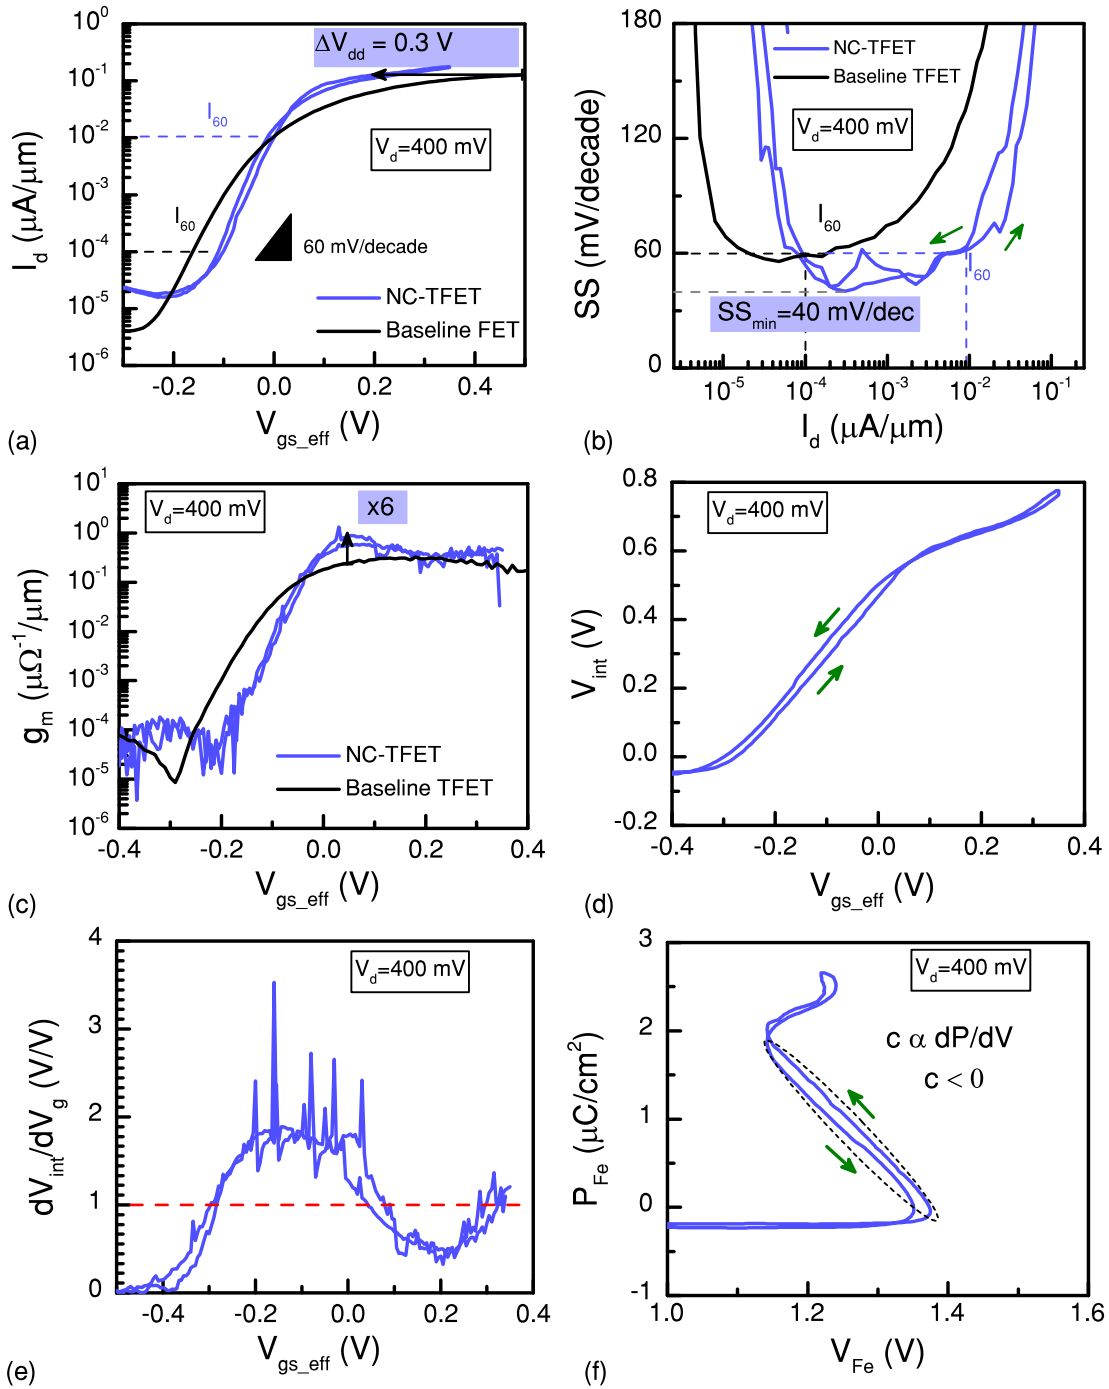 10⁰
10⁻¹
10⁻²
10⁻³
10⁻⁴
10⁻⁵
10⁻⁶
I_d (μA/μm)
ΔV_dd = 0.3 V
I_60
V_d=400 mV
I_60
60 mV/decade
NC-TFET
Baseline FET
-0.2 0.0 0.2 0.4
V_gs_eff (V)
(a)
180
120
60
0
SS (mV/decade)
NC-TFET
Baseline TFET
V_d=400 mV
I_60
I_60
SS_min=40 mV/dec
10⁻⁵ 10⁻⁴ 10⁻³ 10⁻² 10⁻¹
I_d (μA/μm)
(b)
10¹
10⁰
10⁻¹
10⁻²
10⁻³
10⁻⁴
10⁻⁵
10⁻⁶
g_m (μΩ⁻¹/μm)
V_d=400 mV
x6
NC-TFET
Baseline TFET
-0.4 -0.2 0.0 0.2 0.4
V_gs_eff (V)
(c)
0.8
0.6
0.4
0.2
0.0
-0.2
V_int (V)
V_d=400 mV
-0.4 -0.2 0.0 0.2 0.4
V_gs_eff (V)
(d)
4
3
2
1
0
dV_int/dV_g (V/V)
V_d=400 mV
-0.4 -0.2 0.0 0.2 0.4
V_gs_eff (V)
(e)
3
2
1
0
-1
P_Fe (μC/cm²)
V_d=400 mV
c α dP/dV
c < 0
1.0 1.2 1.4 1.6
V_Fe (V)
(f)